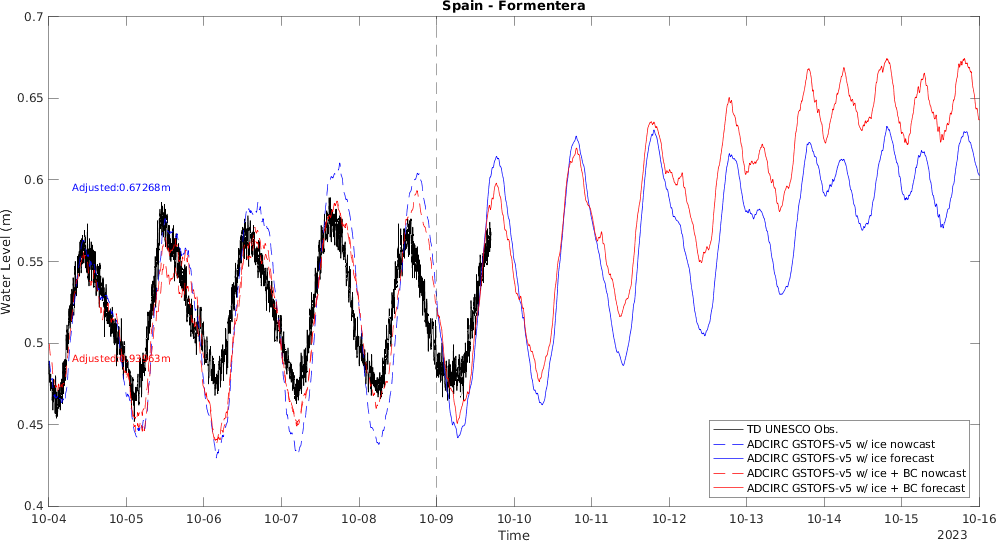 Spain - Formentera
Water Level (m)
0.7
0.65
0.6
0.55
0.5
0.45
0.4
Adjusted:0.67268m
10-04
10-05
10-06
10-07
10-08
10-09
10-10
10-11
10-12
10-13
10-14
10-15
10-16
Time
2023
TD UNESCO Obs.
ADCIRC GSTOFS-v5 w/ ice nowcast
ADCIRC GSTOFS-v5 w/ ice forecast
ADCIRC GSTOFS-v5 w/ ice + BC nowcast
ADCIRC GSTOFS-v5 w/ ice + BC forecast